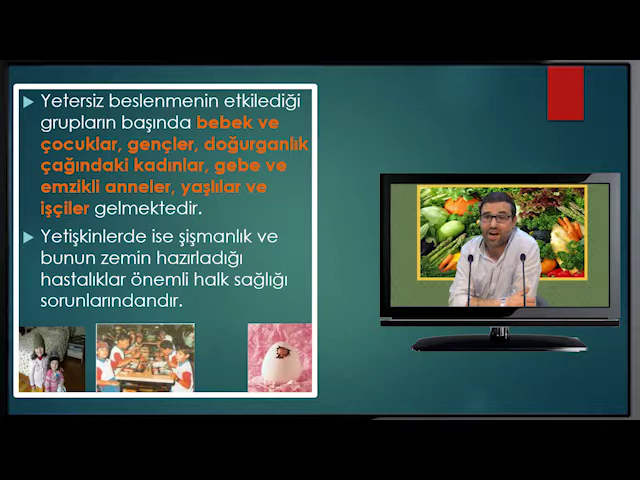 Yetersiz beslenmenin etkilediği
grupların başında bebek ve
çocuklar, gençler, doğurganlık
çağındaki kadınlar, gebe ve
emzikli anneler, yaşlılar ve
işçiler gelmektedir.
Yetişkinlerde ise şişmanlık ve
bunun zemin hazırladığı
hastalıklar önemli halk sağlığı
sorunlarındandır.